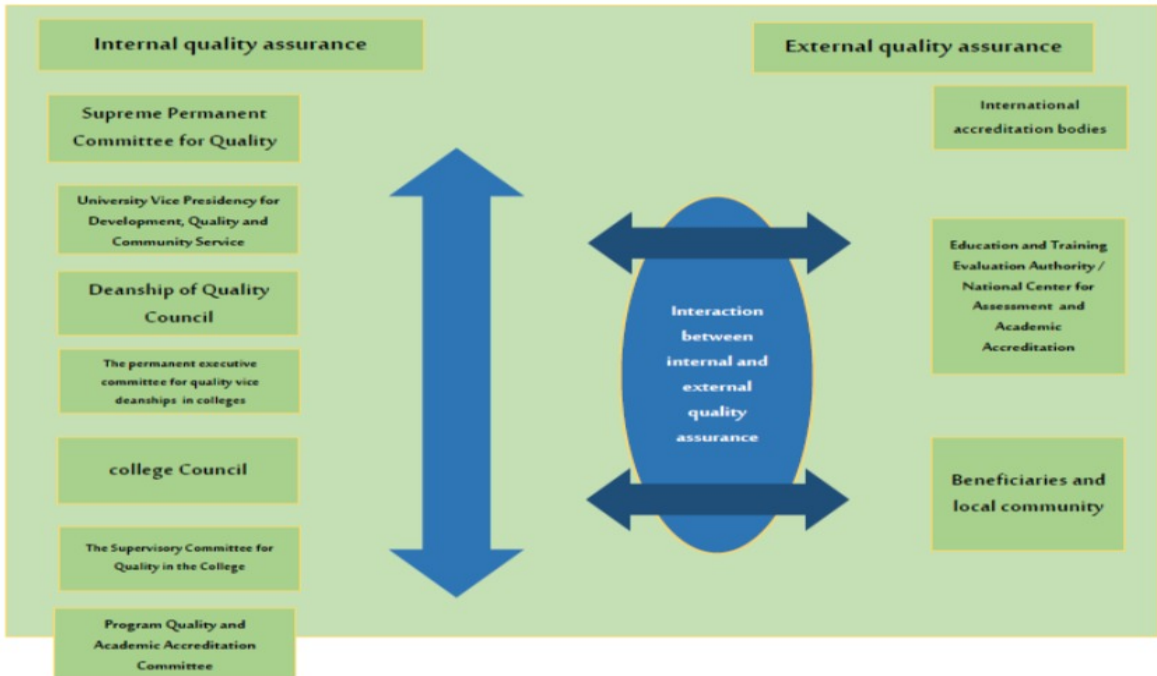 Internal quality assurance
Supreme Permanent
Committee for Quality
University Vice Presidency for
Development, Quality and
Community Service
Deanship of Quality
Council
The permanent executive
committee for quality vice
deanships in colleges
college Council
The Supervisory Committee for
Quality in the College
Program Quality and
Academic Accreditation
Committee
Interaction
between
internal and
external
quality
assurance
External quality assurance
International
accreditation bodies
Education and Training
Evaluation Authority /
National Center for
Assessment and
Academic
Accreditation
Beneficiaries and
local community